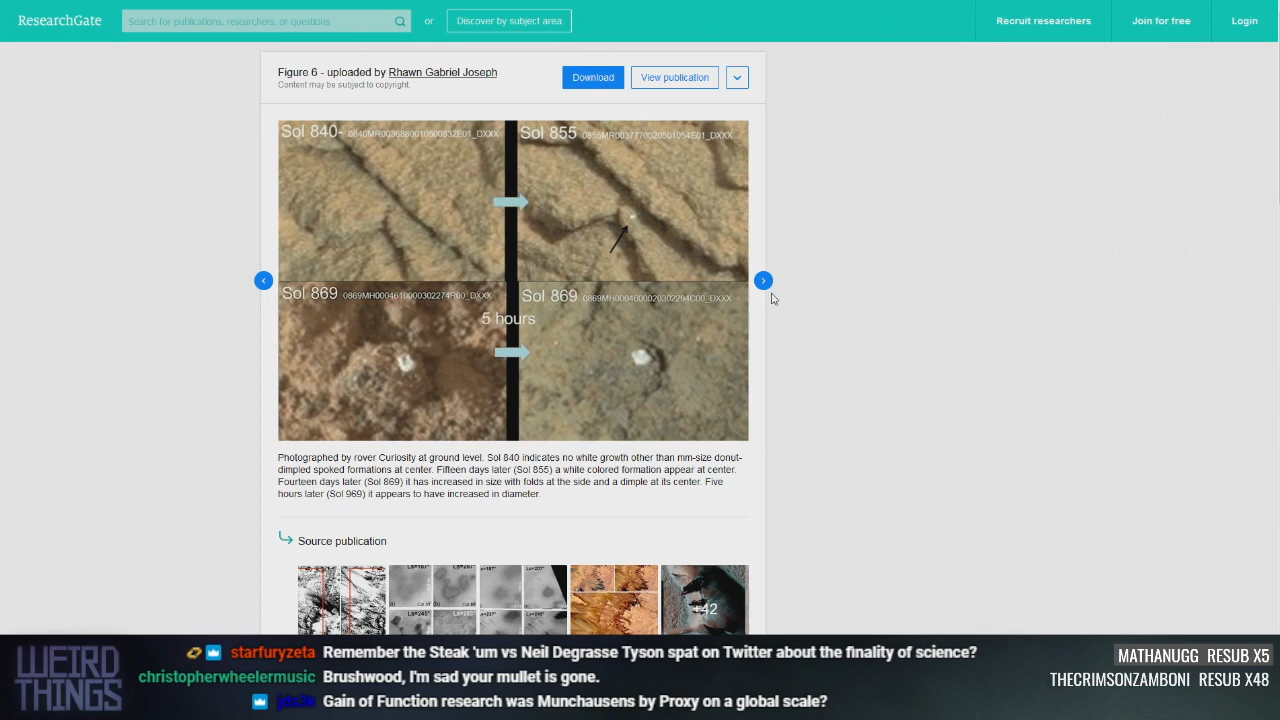 ResearchGate
Search for publications, researchers, or questions
or
Discover by subject area
Recruit researchers
Join for free
Login
Figure 6 - uploaded by Rhawn Gabriel Joseph
Content may be subject to copyright.
Download
View publication
Sol 840- 0840MR0036880010500832E01_DXXX
Sol 855 0855MR0037770020501054E01_DXXX
Sol 869 0869MH0004610000302274R00_DXXX
Sol 869 0869MH0004600020302294C00_DXXX
5 hours
Photographed by rover Curiosity at ground level. Sol 840 indicates no white growth other than mm-size donut-
dimpled spoked formations at center. Fifteen days later (Sol 855) a white colored formation appear at center.
Fourteen days later (Sol 869) it has increased in size with folds at the side and a dimple at its center. Five
hours later (Sol 969) it appears to have increased in diameter.
Source publication
+42
WEIRD
THINGS
starfuryzeta Remember the Steak 'um vs Neil Degrasse Tyson spat on Twitter about the finality of science?
christopherwheelermusic Brushwood, I'm sad your mullet is gone.
Gain of Function research was Munchausens by Proxy on a global scale?
MATHANUGG RESUB X5
THECRIMSONZAMBONI RESUB X48